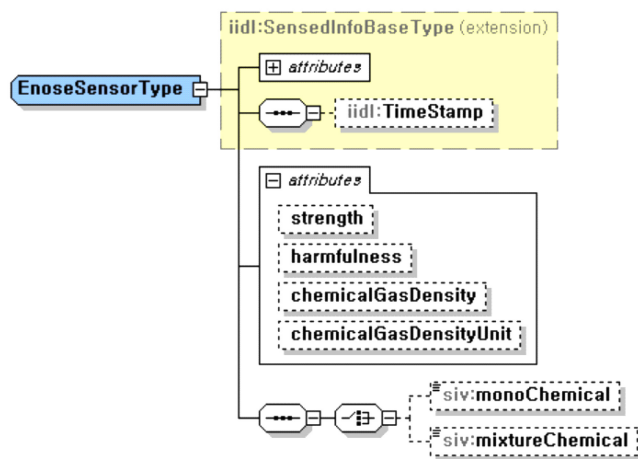 iidl:SensedInfoBaseType (extension)
attributes
EnoseSensorType
iidl:TimeStamp
attributes
strength
harmfulness
chemicalGasDensity
chemicalGasDensityUnit
siv:monoChemical
siv:mixtureChemical